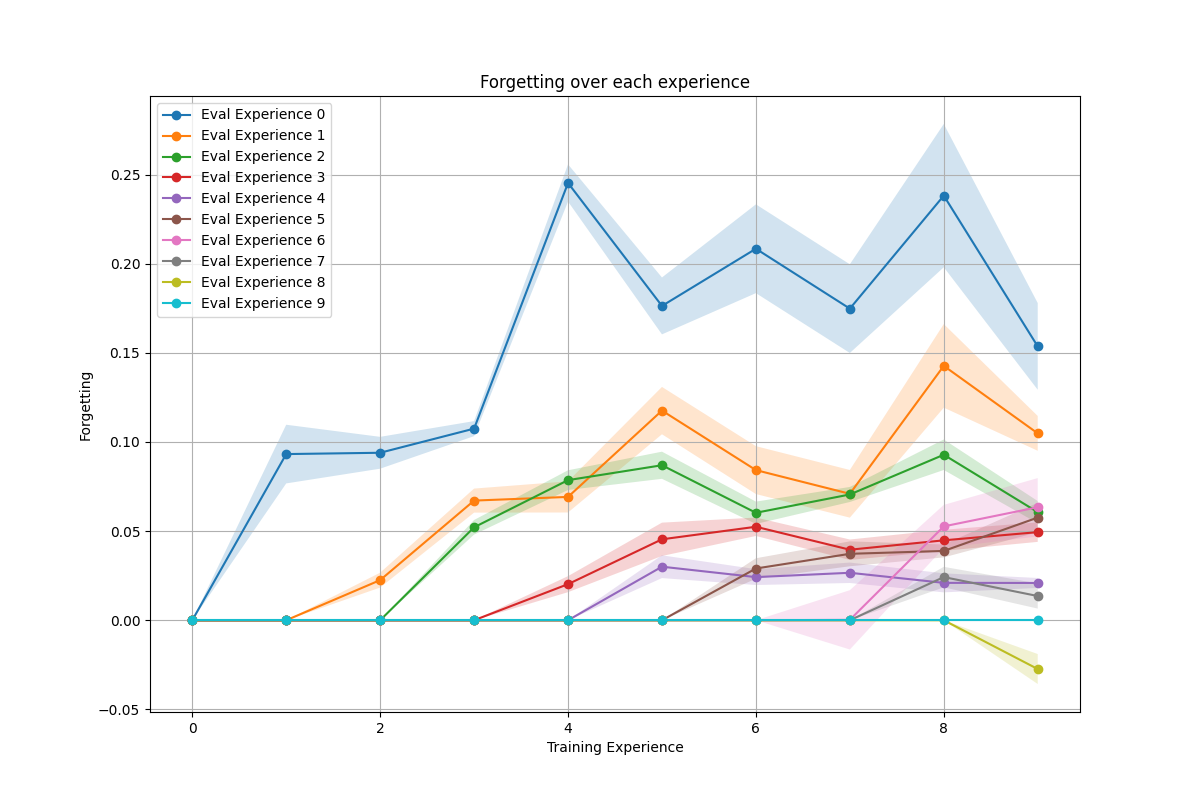 Forgetting over each experience
Eval Experience 0
Eval Experience 1
Eval Experience 2
Eval Experience 3
Eval Experience 4
Eval Experience 5
Eval Experience 6
Eval Experience 7
Eval Experience 8
Eval Experience 9
0.25
0.20
0.15
0.10
0.05
0.00
−0.05
Forgetting
0 2 4 6 8
Training Experience